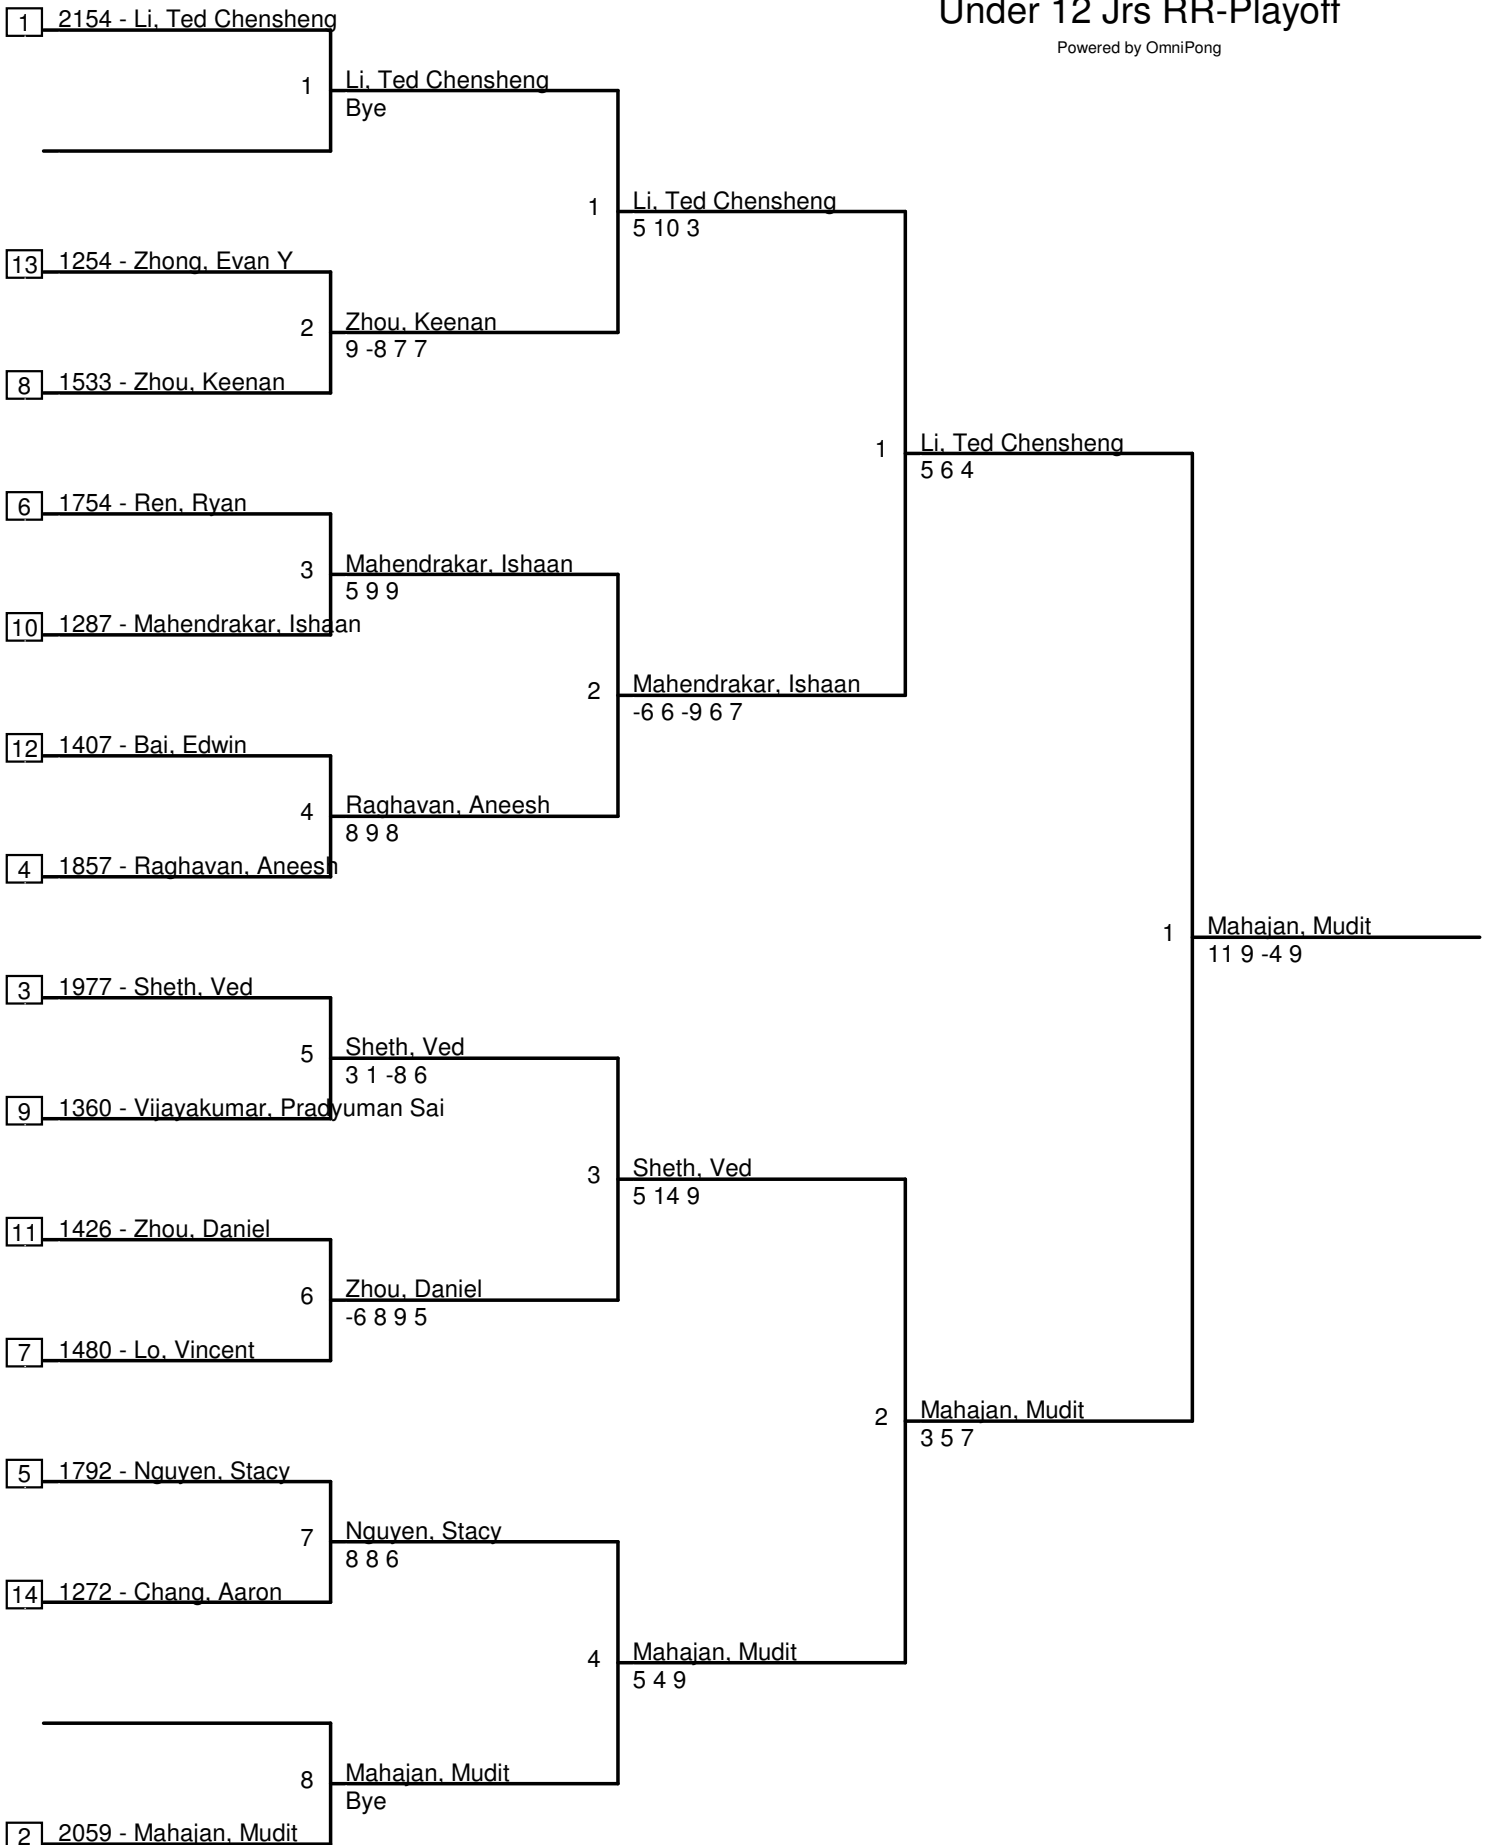 Under 12 Jrs RR-Playoff
Powered by OmniPong
1 2154 - Li, Ted Chensheng
1 Li, Ted Chensheng
Bye
1 Li, Ted Chensheng
5 10 3
13 1254 - Zhong, Evan Y
2 Zhou, Keenan
9 -8 7 7
8 1533 - Zhou, Keenan
1 Li, Ted Chensheng
5 6 4
6 1754 - Ren, Ryan
3 Mahendrakar, Ishaan
5 9 9
10 1287 - Mahendrakar, Ishaan
2 Mahendrakar, Ishaan
-6 6 -9 6 7
12 1407 - Bai, Edwin
4 Raghavan, Aneesh
8 9 8
4 1857 - Raghavan, Aneesh
1 Mahajan, Mudit
11 9 -4 9
3 1977 - Sheth, Ved
5 Sheth, Ved
3 1 -8 6
9 1360 - Vijayakumar, Pradyuman Sai
3 Sheth, Ved
5 14 9
11 1426 - Zhou, Daniel
6 Zhou, Daniel
-6 8 9 5
7 1480 - Lo, Vincent
2 Mahajan, Mudit
3 5 7
5 1792 - Nguyen, Stacy
7 Nguyen, Stacy
8 8 6
14 1272 - Chang, Aaron
4 Mahajan, Mudit
5 4 9
8 Mahajan, Mudit
Bye
2 2059 - Mahajan, Mudit